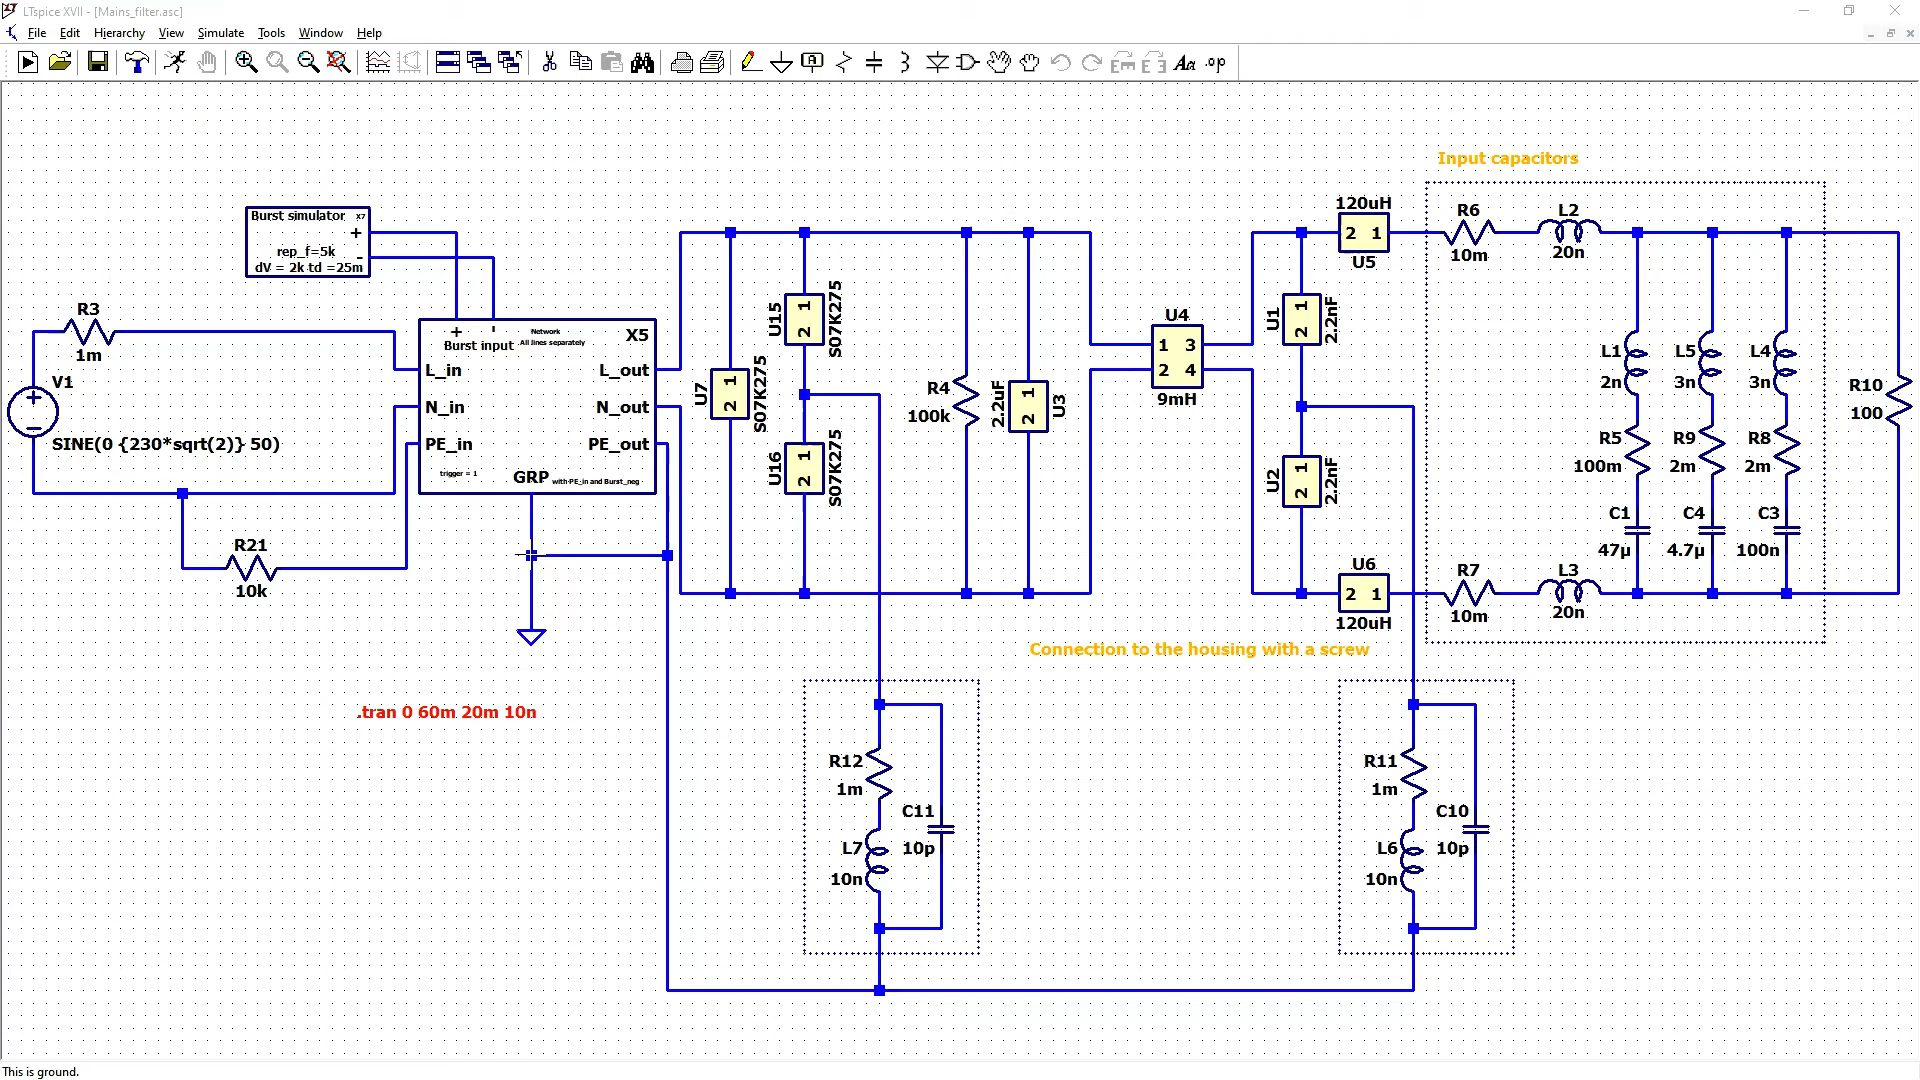 LTspice XVII - [Mains_filter.asc]
File Edit Hierarchy View Simulate Tools Window Help
Input capacitors
Burst simulator x7
+
rep_f=5k
-
dV = 2k td =25m
R3
1m
V1
SINE(0 {230*sqrt(2)} 50)
R21
10k
+ '
Network
All lines separately
Burst input
X5
L_in
L_out
N_in
N_out
PE_in
PE_out
trigger = 1
GRP with PE_in and Burst_neg
U7
1
2
S07K275
U15
1
2
S07K275
U16
1
2
S07K275
R4
100k
2.2uF
1
2
U3
U4
1 3
2 4
9mH
U1
1
2
2.2nF
U2
1
2
2.2nF
120uH
2 1
U5
U6
2 1
120uH
R6
10m
L2
20n
R7
10m
L3
20n
L1
2n
L5
3n
L4
3n
R5
100m
R9
2m
R8
2m
C1
47µ
C4
4.7µ
C3
100n
R10
100
Connection to the housing with a screw
.tran 0 60m 20m 10n
R12
1m
C11
10p
L7
10n
R11
1m
C10
10p
L6
10n
This is ground.